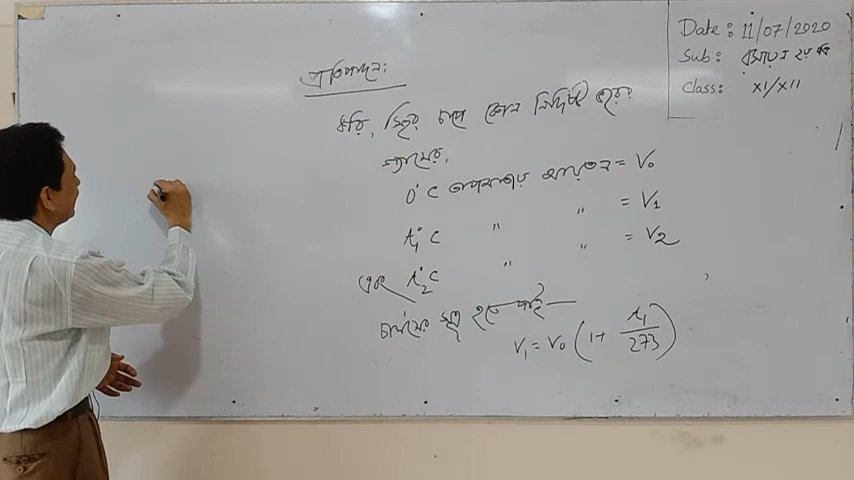 Date: 11/07/2020
Sub: রসায়ন ২য় পত্র
Class: XI/XII
প্রতিপাদন:
ধরি, স্থির চাপে কোন নির্দিষ্ট ভরের
গ্যাসের,
0°C তাপমাত্রায় আয়তন = V₀
t₁°C " " = V₁
এবং t₂°C " " = V₂
চার্লসের সূত্র হতে পাই—
V₁ = V₀ (1 + t₁/273)